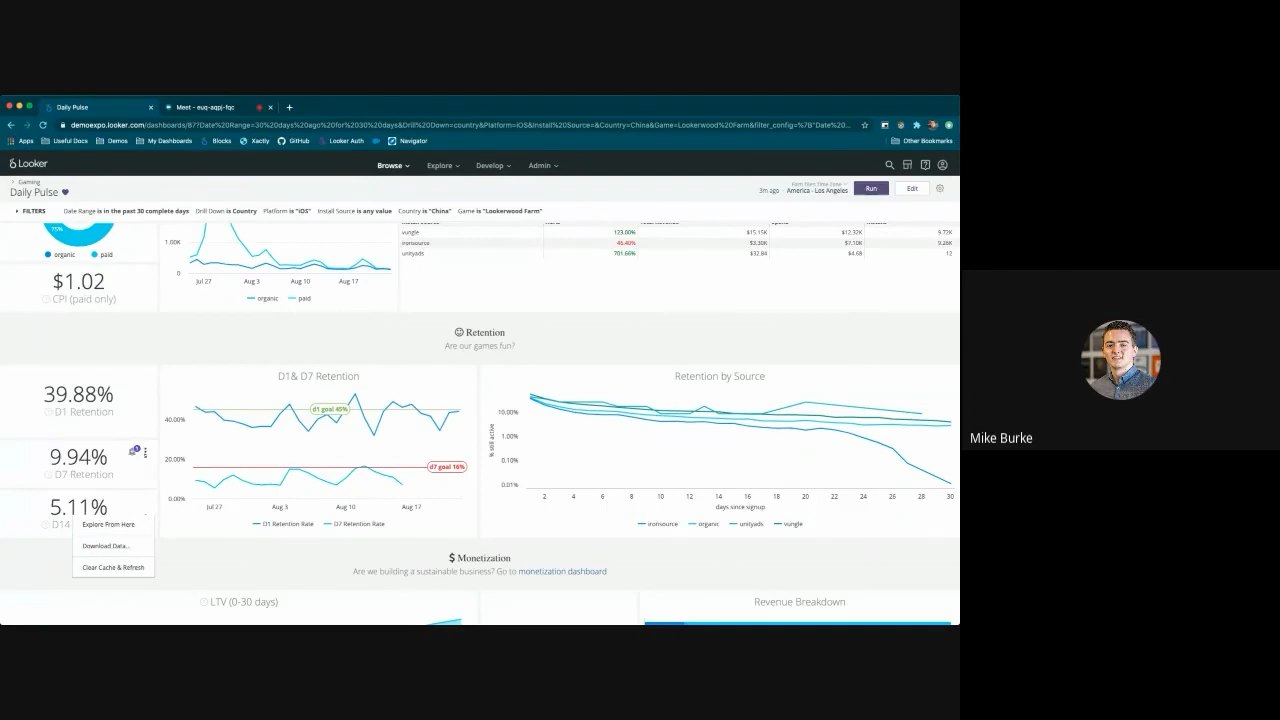 Daily Pulse
Meet - euq-aqpj-fqc
demoexpo.looker.com/dashboards/87?Date%20Range=30%20days%20ago%20for%2030%20days&Drill%20Down=country&Platform=iOS&Install%20Source=&Country=China&Game=Lookerwood%20Farm&filter_config=%7B"Date%20...
Apps Useful Docs Demos My Dashboards Blocks Xactly GitHub Looker Auth Navigator Other Bookmarks
Looker Browse Explore Develop Admin
Gaming
Daily Pulse
3m ago
America - Los Angeles
Run Edit
FILTERS Date Range is in the past 30 complete days Drill Down is Country Platform is "iOS" Install Source is any value Country is "China" Game is "Lookerwood Farm"
75%
organic paid
$1.02
CPI (paid only)
1.00K
0
Jul 27 Aug 3 Aug 10 Aug 17
organic paid
vungle 123.00% $15.15K $12.32K 9.72K
ironsource 46.40% $3.30K $7.10K 9.26K
unityads 701.66% $32.84 $4.68 12
Retention
Are our games fun?
39.88%
D1 Retention
9.94%
D7 Retention
5.11%
D14
Explore From Here
Download Data...
Clear Cache & Refresh
D1& D7 Retention
d1 goal 45%
40.00%
20.00%
d7 goal 16%
0.00%
Jul 27 Aug 3 Aug 10 Aug 17
D1 Retention Rate D7 Retention Rate
Retention by Source
% still active
10.00%
1.00%
0.10%
0.01%
2 4 6 8 10 12 14 16 18 20 22 24 26 28 30
days since signup
ironsource organic unityads vungle
$ Monetization
Are we building a sustainable business? Go to monetization dashboard
LTV (0-30 days)
Revenue Breakdown
Mike Burke